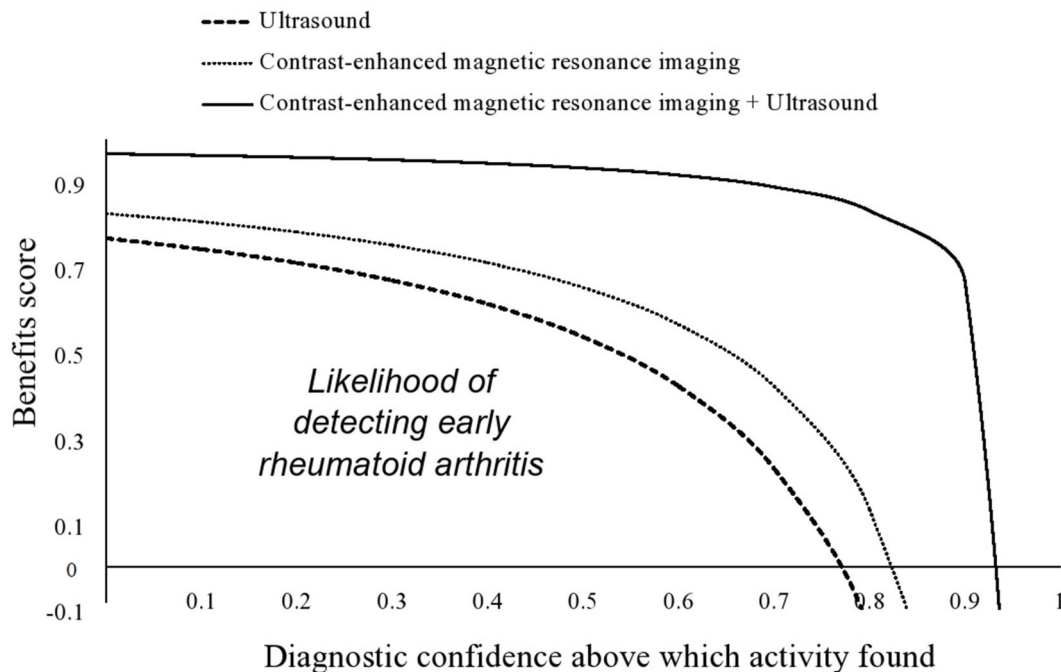 Ultrasound
Contrast-enhanced magnetic resonance imaging
Contrast-enhanced magnetic resonance imaging + Ultrasound
Benefits score
0.9
0.7
0.5
0.3
0.1
0
-0.1
Likelihood of
detecting early
rheumatoid arthritis
0.1 0.2 0.3 0.4 0.5 0.6 0.7 0.8 0.9 1
Diagnostic confidence above which activity found